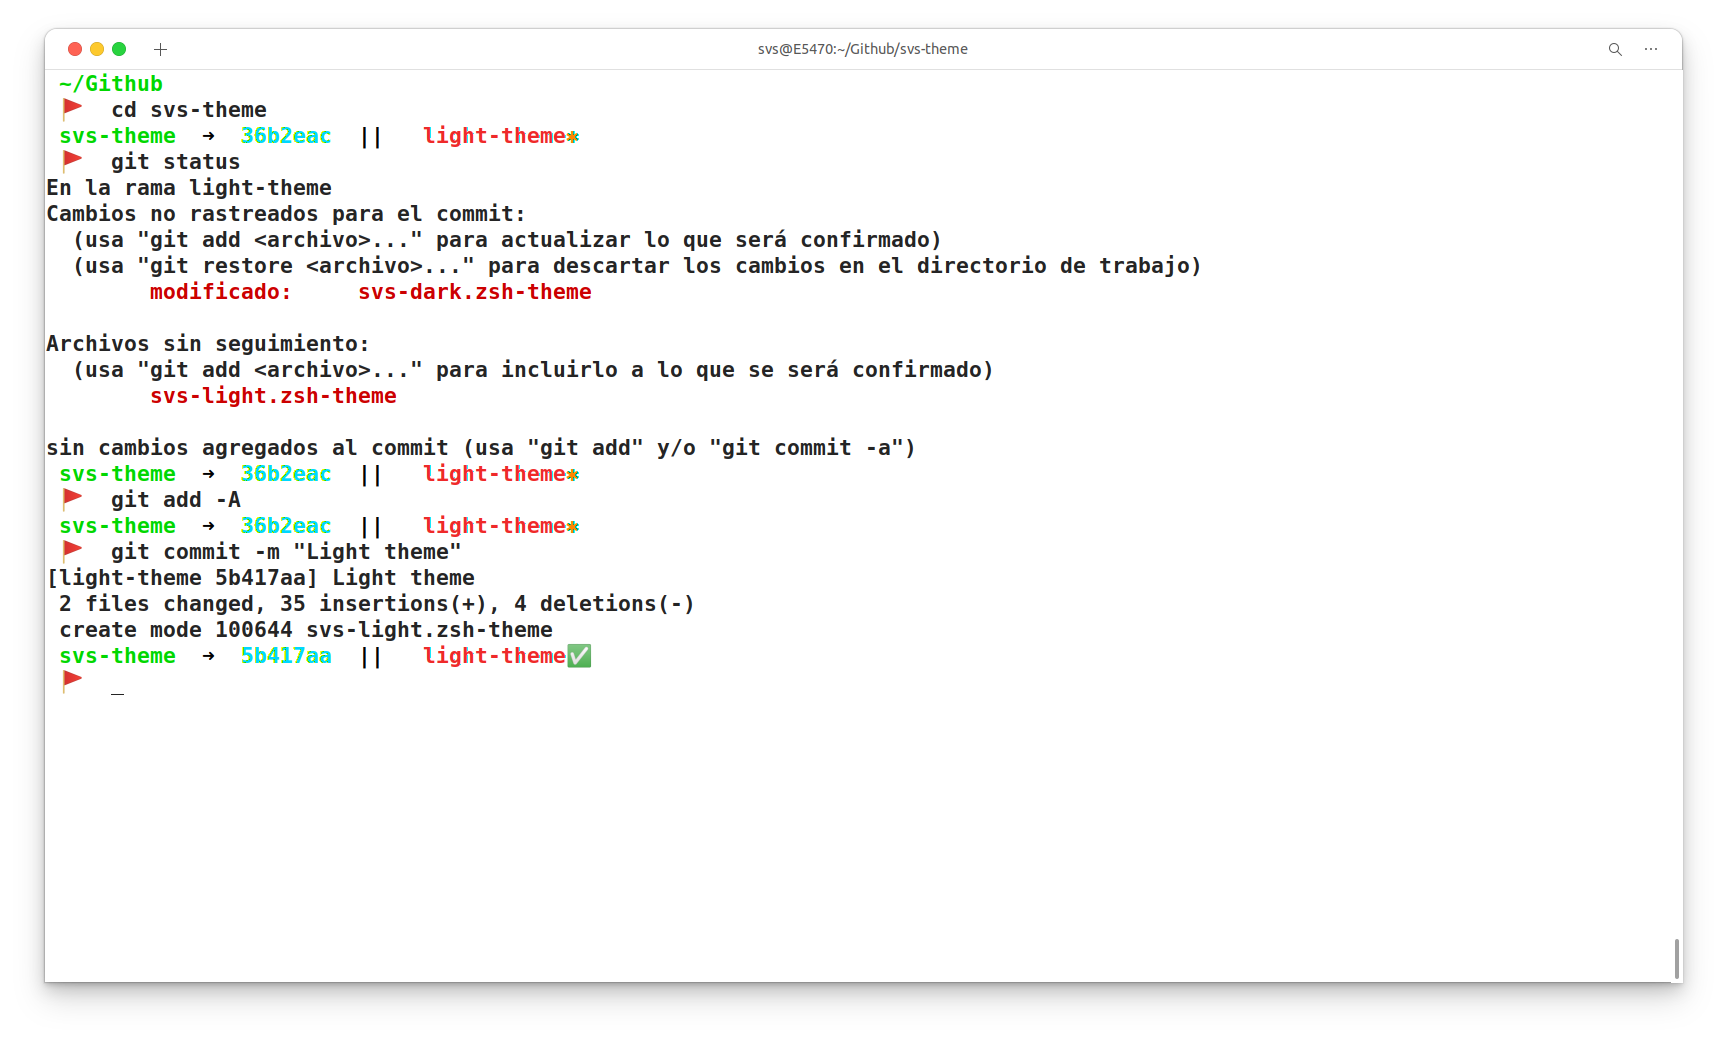 svs@E5470:~/Github/svs-theme
~/Github
cd svs-theme
svs-theme → 36b2eac || light-theme✱
git status
En la rama light-theme
Cambios no rastreados para el commit:
(usa "git add <archivo>..." para actualizar lo que será confirmado)
(usa "git restore <archivo>..." para descartar los cambios en el directorio de trabajo)
modificado: svs-dark.zsh-theme
Archivos sin seguimiento:
(usa "git add <archivo>..." para incluirlo a lo que se será confirmado)
svs-light.zsh-theme
sin cambios agregados al commit (usa "git add" y/o "git commit -a")
svs-theme → 36b2eac || light-theme✱
git add -A
svs-theme → 36b2eac || light-theme✱
git commit -m "Light theme"
[light-theme 5b417aa] Light theme
2 files changed, 35 insertions(+), 4 deletions(-)
create mode 100644 svs-light.zsh-theme
svs-theme → 5b417aa || light-theme✅
_